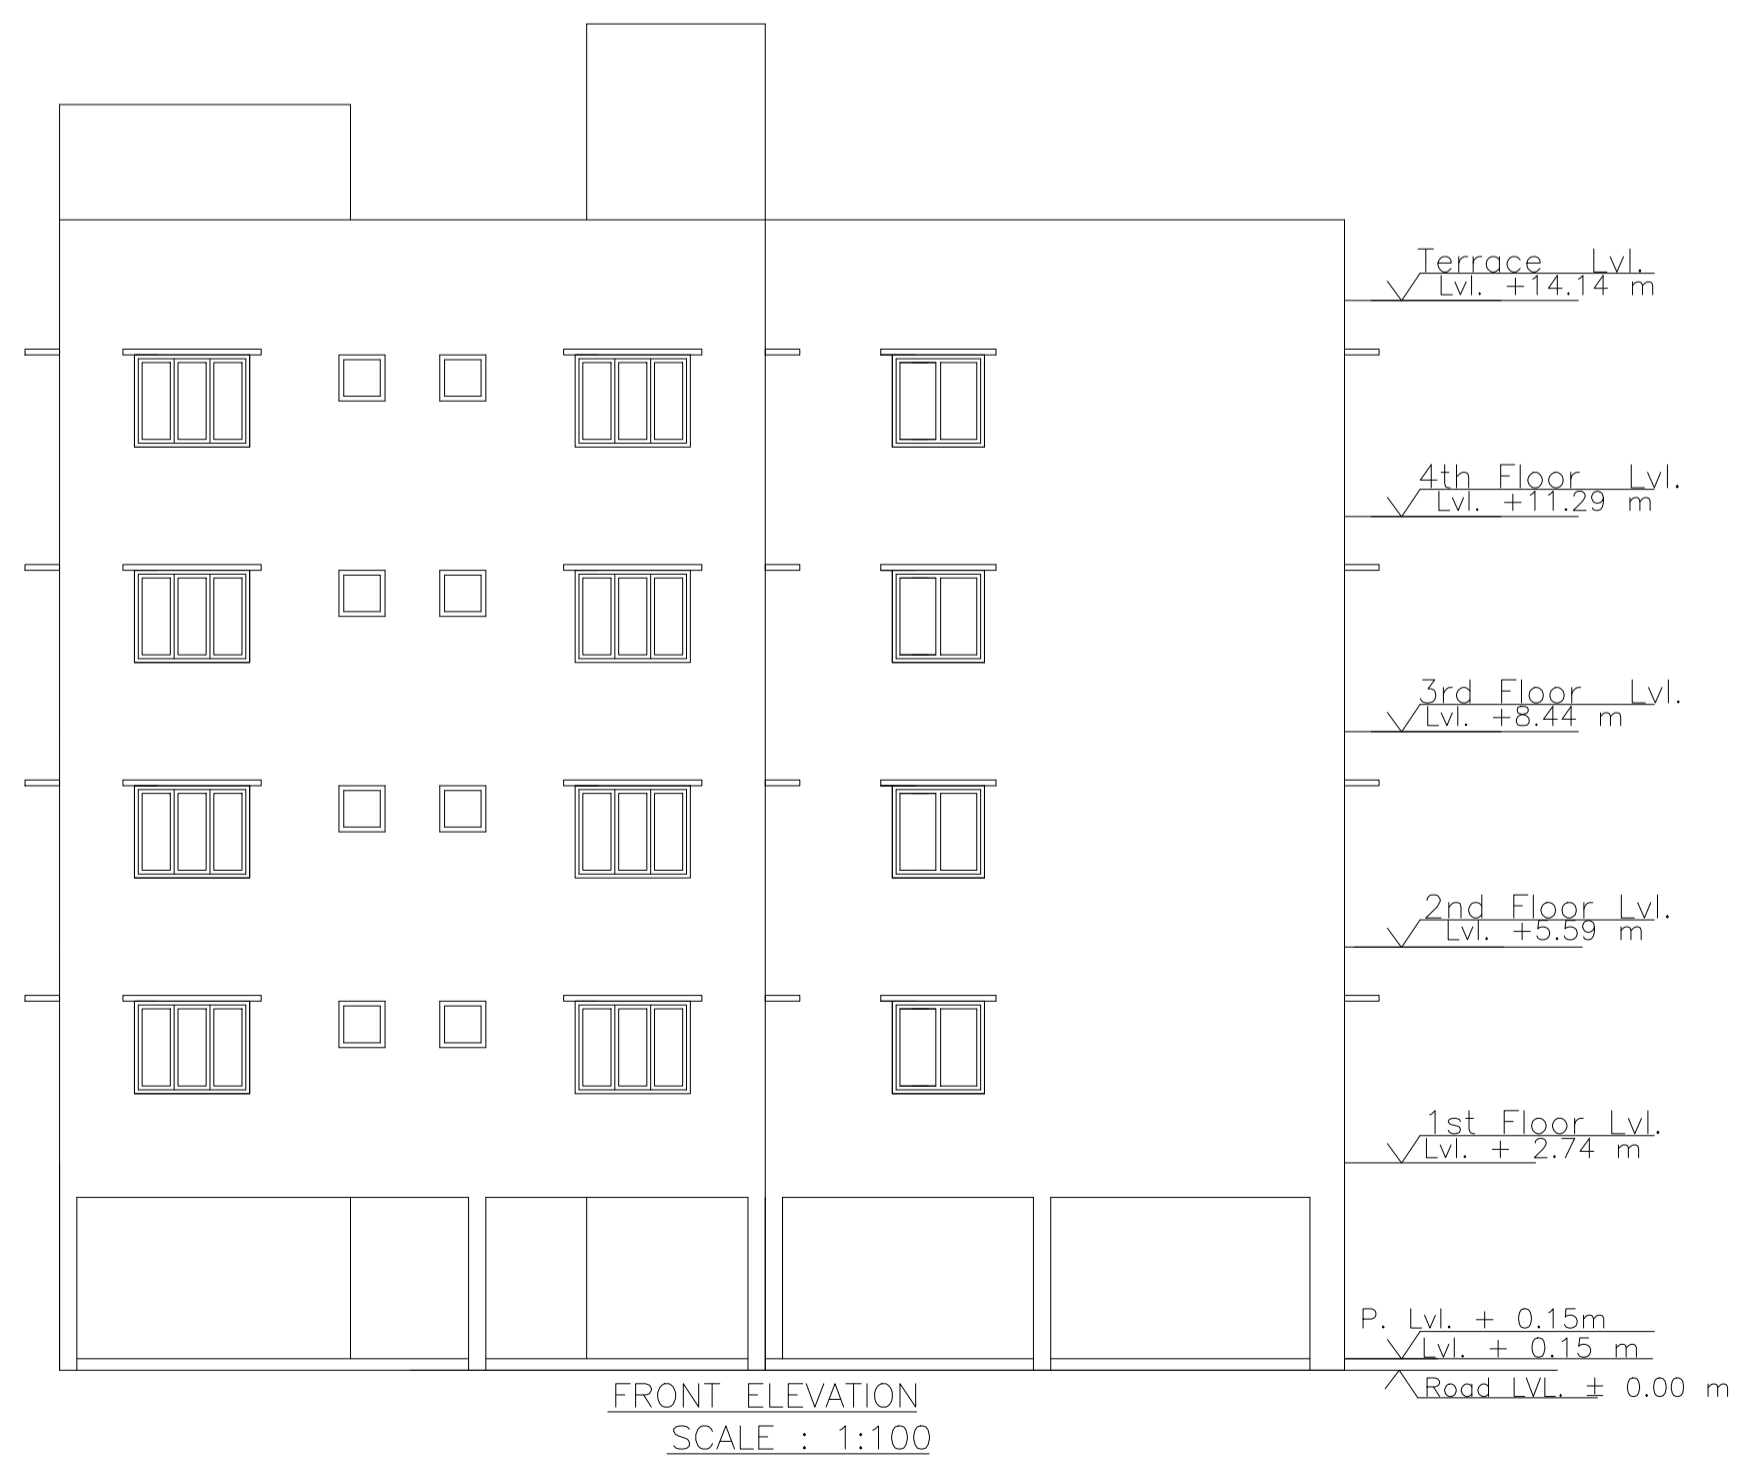 Terrace Lvl.
Lvl. +14.14 m
4th Floor Lvl.
Lvl. +11.29 m
3rd Floor Lvl.
Lvl. +8.44 m
2nd Floor Lvl.
Lvl. +5.59 m
1st Floor Lvl.
Lvl. + 2.74 m
P. Lvl. + 0.15m
Lvl. + 0.15 m
Road LVL. ± 0.00 m
FRONT ELEVATION
SCALE : 1:100